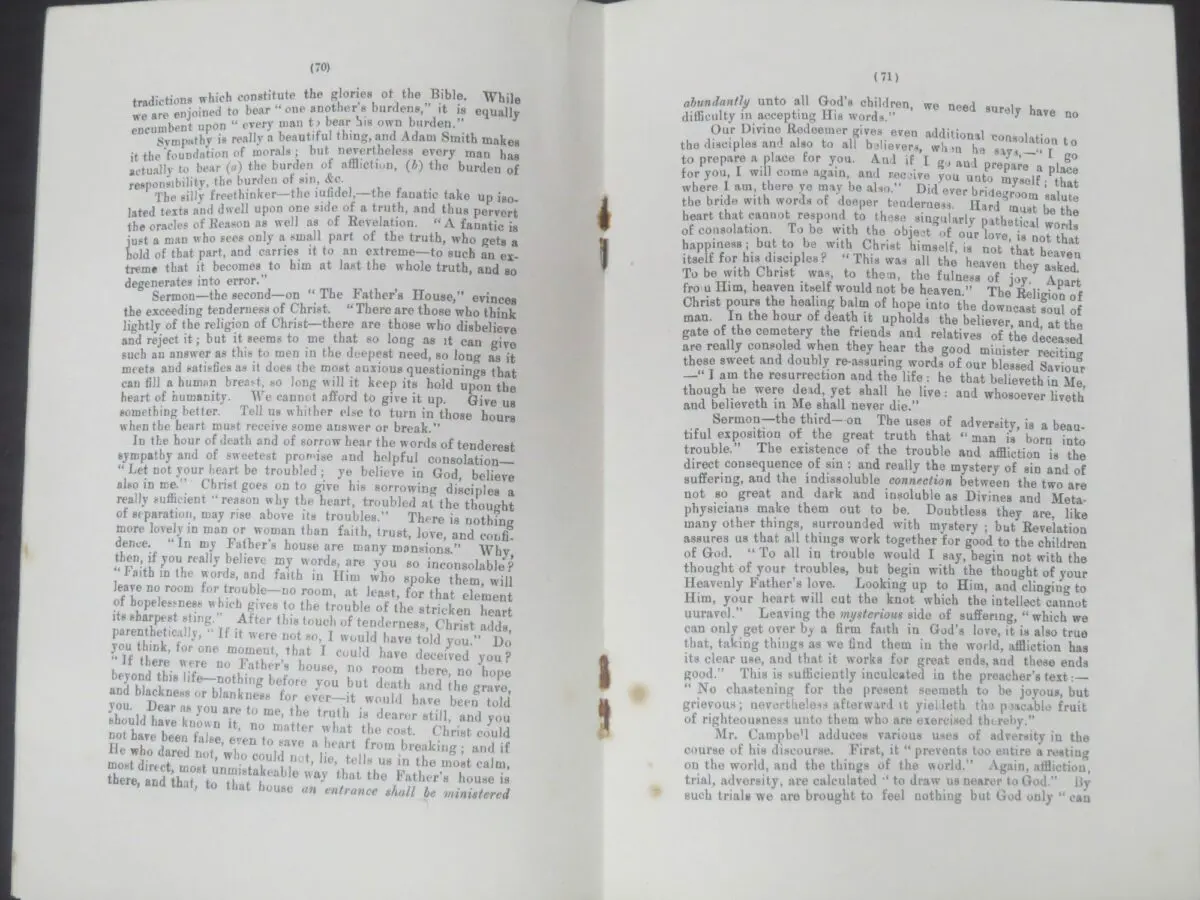 (70)
tradictions which constitute the glories of the Bible. While
we are enjoined to bear “ one another's burdens,” it is equally
encumbent upon “ every man to bear his own burden.”
Sympathy is really a beautiful thing, and Adam Smith makes
it the foundation of morals ; but nevertheless every man has
actually to bear (a) the burden of affliction, (b) the burden of
responsibility, the burden of sin, &c.
The silly freethinker—the infidel,—the fanatic take up iso-
lated texts and dwell upon one side of a truth, and thus pervert
the oracles of Reason as well as of Revelation. “ A fanatic is
just a man who sees only a small part of the truth, who gets a
hold of that part, and carries it to an extreme—to such an ex-
treme that it becomes to him at last the whole truth, and so
degenerates into error.”
Sermon—the second—on “ The Father's House,” evinces
the exceeding tenderness of Christ. “There are those who think
lightly of the religion of Christ—there are those who disbelieve
and reject it ; but it seems to me that so long as it can give
such an answer as this to men in the deepest need, so long as it
meets and satisfies as it does the most anxious questionings that
can fill a human breast, so long will it keep its hold upon the
heart of humanity. We cannot afford to give it up. Give us
something better. Tell us whither else to turn in those hours
when the heart must receive some answer or break.”
In the hour of death and of sorrow hear the words of tenderest
sympathy and of sweetest promise and helpful consolation—
“ Let not your heart be troubled ; ye believe in God, believe
also in me.” Christ goes on to give his sorrowing disciples a
really sufficient “ reason why the heart, troubled at the thought
of separation, may rise above its troubles.” There is nothing
more lovely in man or woman than faith, trust, love, and confi-
dence. “ In my Father's house are many mansions.” Why,
then, if you really believe my words, are you so inconsolable ?
“ Faith in the words, and faith in Him who spoke them, will
leave no room for trouble—no room, at least, for that element
of hopelessness which gives to the trouble of the stricken heart
its sharpest sting.” After this touch of tenderness, Christ adds,
parenthetically, “ If it were not so, I would have told you.” Do
you think, for one moment, that I could have deceived you ?
“ If there were no Father's house, no room there, no hope
beyond this life—nothing before you but death and the grave,
and blackness or blankness for ever—it would have been told
you. Dear as you are to me, the truth is dearer still, and you
should have known it, no matter what the cost. Christ could
not have been false, even to save a heart from breaking ; and if
He who dared not, who could not, lie, tells us in the most calm,
most direct, most unmistakeable way that the Father's house is
there, and that, to that house an entrance shall be ministered
(71)
abundantly unto all God's children, we need surely have no
difficulty in accepting His words.”
Our Divine Redeemer gives even additional consolation to
the disciples and also to all believers, when he says,—“ I go
to prepare a place for you. And if I go and prepare a place
for you, I will come again, and receive you unto myself ; that
where I am, there ye may be also.” Did ever bridegroom salute
the bride with words of deeper tenderness. Hard must be the
heart that cannot respond to these singularly pathetical words
of consolation. To be with the object of our love, is not that
happiness ; but to be with Christ himself, is not that heaven
itself for his disciples ? “ This was all the heaven they asked.
To be with Christ was, to them, the fulness of joy. Apart
from Him, heaven itself would not be heaven.” The Religion of
Christ pours the healing balm of hope into the downcast soul of
man. In the hour of death it upholds the believer, and, at the
gate of the cemetery the friends and relatives of the deceased
are really consoled when they hear the good minister reciting
these sweet and doubly re-assuring words of our blessed Saviour
—“ I am the resurrection and the life : he that believeth in Me,
though he were dead, yet shall he live : and whosoever liveth
and believeth in Me shall never die.”
Sermon—the third—on The uses of adversity, is a beau-
tiful exposition of the great truth that “ man is born into
trouble.” The existence of the trouble and affliction is the
direct consequence of sin : and really the mystery of sin and of
suffering, and the indissoluble connection between the two are
not so great and dark and insoluble as Divines and Meta-
physicians make them out to be. Doubtless they are, like
many other things, surrounded with mystery ; but Revelation
assures us that all things work together for good to the children
of God. “ To all in trouble would I say, begin not with the
thought of your troubles, but begin with the thought of your
Heavenly Father's love. Looking up to Him, and clinging to
Him, your heart will cut the knot which the intellect cannot
unravel.” Leaving the mysterious side of suffering, “ which we
can only get over by a firm faith in God's love, it is also true
that, taking things as we find them in the world, affliction has
its clear use, and that it works for great ends, and these ends
good.” This is sufficiently inculcated in the preacher's text :—
“ No chastening for the present seemeth to be joyous, but
grievous ; nevertheless afterward it yieldeth the peacable fruit
of righteousness unto them who are exercised thereby.”
Mr. Campbell adduces various uses of adversity in the
course of his discourse. First, it “ prevents too entire a resting
on the world, and the things of the world.” Again, affliction,
trial, adversity, are calculated “ to draw us nearer to God.” By
such trials we are brought to feel nothing but God only “ can